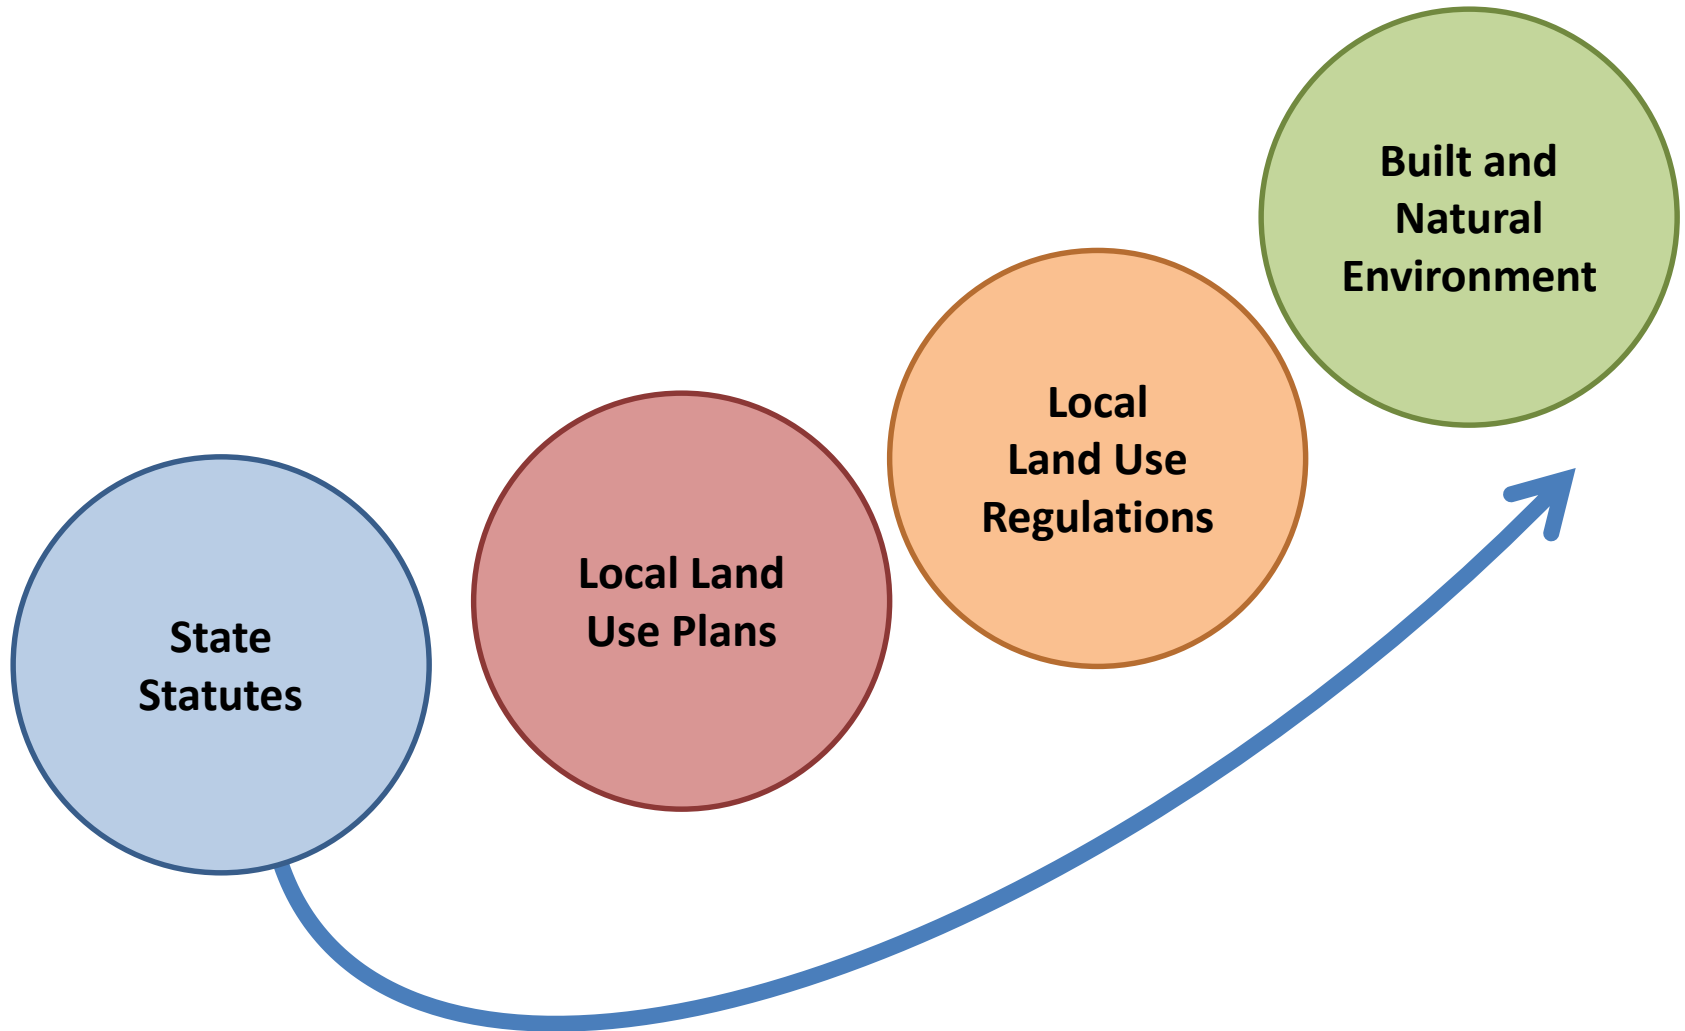 State
Statutes
Local Land
Use Plans
Local
Land Use
Regulations
Built and
Natural
Environment